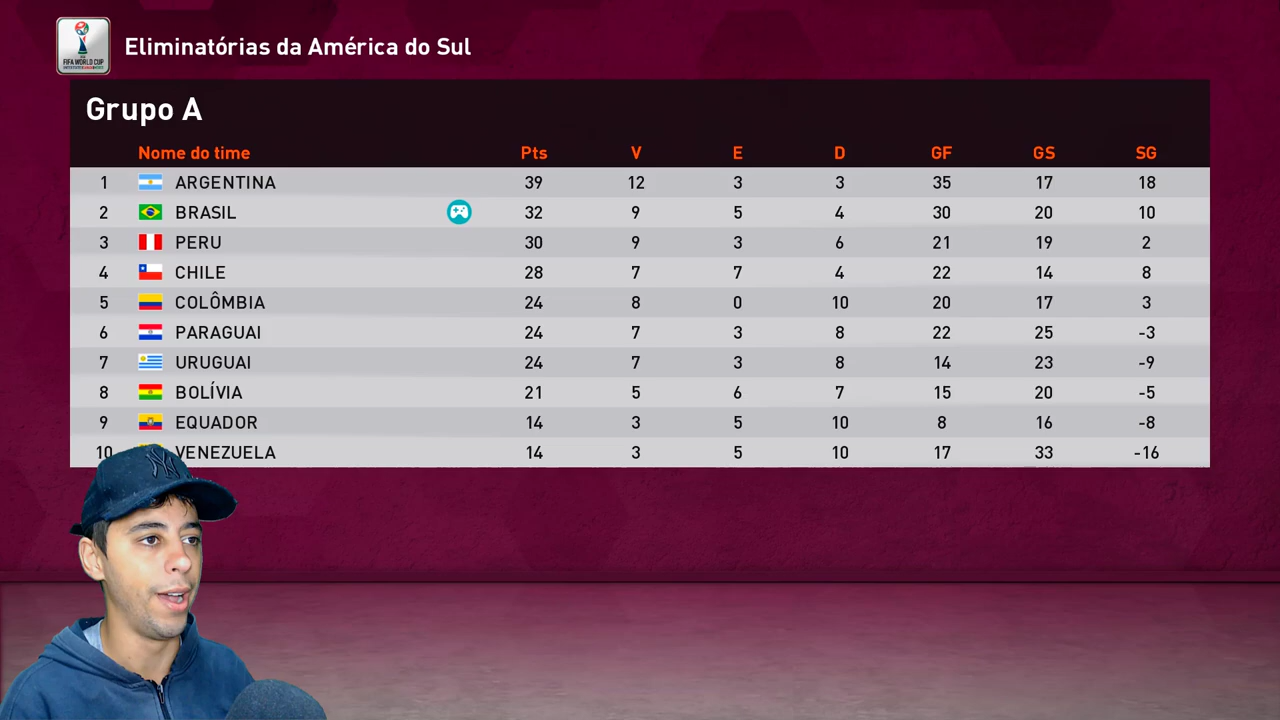 FIFA WORLD CUP
Eliminatórias da América do Sul
Grupo A
Nome do time Pts V E D GF GS SG
1 ARGENTINA 39 12 3 3 35 17 18
2 BRASIL 32 9 5 4 30 20 10
3 PERU 30 9 3 6 21 19 2
4 CHILE 28 7 7 4 22 14 8
5 COLÔMBIA 24 8 0 10 20 17 3
6 PARAGUAI 24 7 3 8 22 25 -3
7 URUGUAI 24 7 3 8 14 23 -9
8 BOLÍVIA 21 5 6 7 15 20 -5
9 EQUADOR 14 3 5 10 8 16 -8
10 VENEZUELA 14 3 5 10 17 33 -16
NY